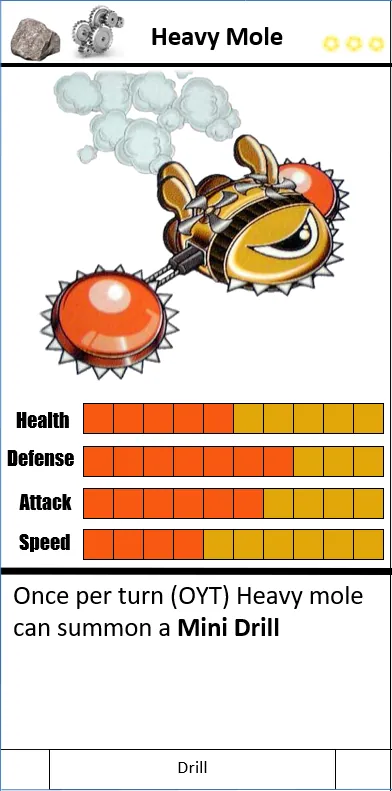 Heavy Mole
Health
Defense
Attack
Speed
Once per turn (OYT) Heavy mole
can summon a Mini Drill
Drill